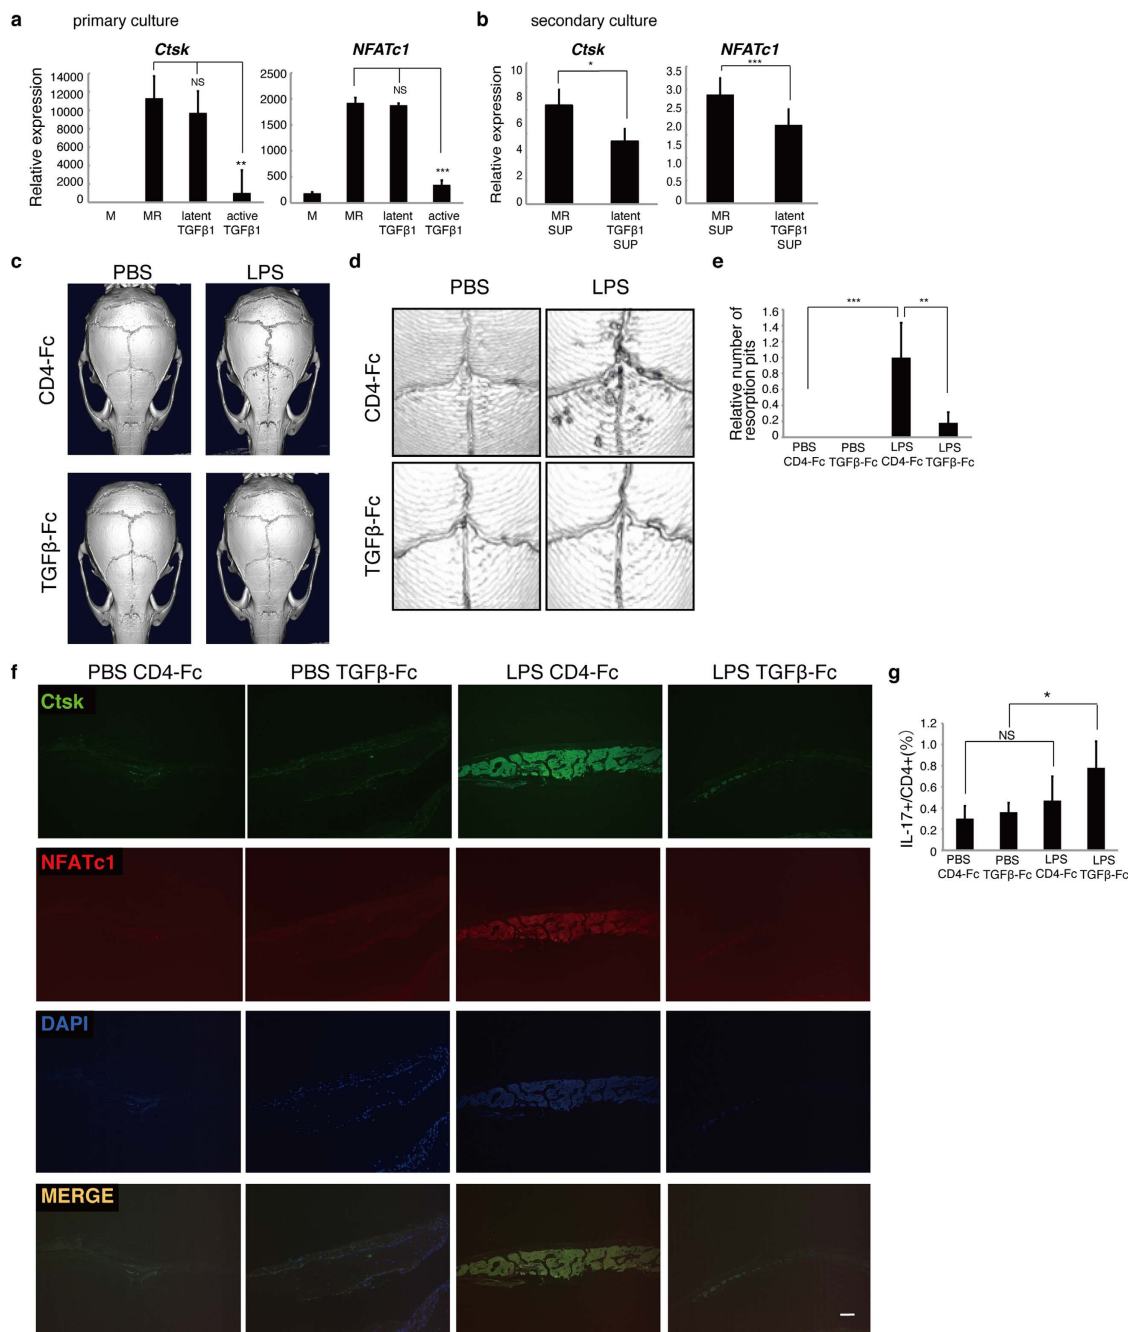 a primary culture
Ctsk
NFATc1
Relative expression
14000
12000
10000
8000
6000
4000
2000
0
NS
**
M
MR
latent
TGFβ1
active
TGFβ1
2500
2000
1500
1000
500
0
NS
***
M
MR
latent
TGFβ1
active
TGFβ1
b secondary culture
Ctsk
NFATc1
Relative expression
10
8
6
4
2
0
*
MR
SUP
latent
TGFβ1
SUP
3.5
3.0
2.5
2.0
1.5
1.0
0.5
0
***
MR
SUP
latent
TGFβ1
SUP
c
PBS
LPS
CD4-Fc
TGFβ-Fc
d
PBS
LPS
CD4-Fc
TGFβ-Fc
e
Relative number of
resorption pits
1.6
1.4
1.2
1.0
0.8
0.6
0.4
0.2
0
***
**
PBS
CD4-Fc
PBS
TGFβ-Fc
LPS
CD4-Fc
LPS
TGFβ-Fc
f
PBS CD4-Fc
PBS TGFβ-Fc
LPS CD4-Fc
LPS TGFβ-Fc
Ctsk
NFATc1
DAPI
MERGE
g
IL-17+/CD4+(%)
1.2
1.0
0.8
0.6
0.4
0.2
0
NS
*
PBS
CD4-Fc
PBS
TGFβ-Fc
LPS
CD4-Fc
LPS
TGFβ-Fc